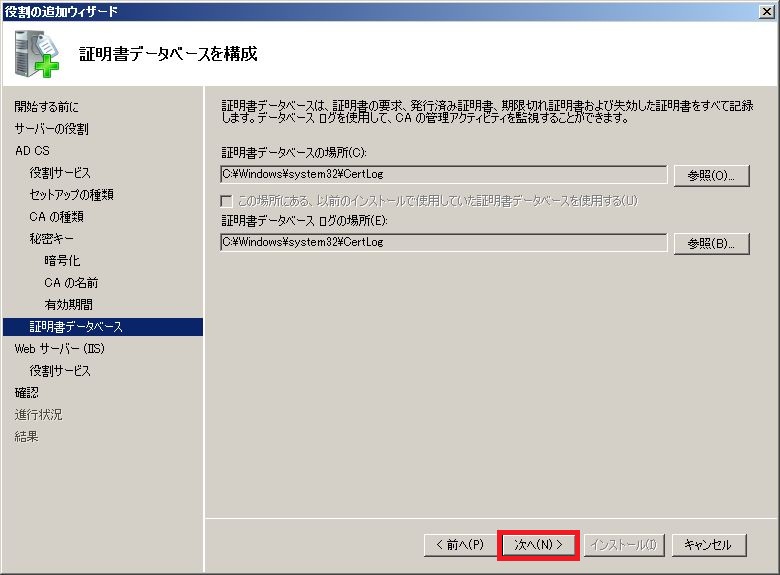 役割の追加ウィザード
証明書データベースを構成
開始する前に
サーバーの役割
AD CS
役割サービス
セットアップの種類
CA の種類
秘密キー
暗号化
CA の名前
有効期間
証明書データベース
Web サーバー (IIS)
役割サービス
確認
進行状況
結果
証明書データベースは、証明書の要求、発行済み証明書、期限切れ証明書および失効した証明書をすべて記録
します。データベース ログを使用して、CA の管理アクティビティを監視することができます。
証明書データベースの場所(C):
C:¥Windows¥system32¥CertLog
参照(O)...
この場所にある、以前のインストールで使用していた証明書データベースを使用する(U)
証明書データベース ログの場所(E):
C:¥Windows¥system32¥CertLog
参照(B)...
< 前へ(P)
次へ(N) >
インストール(I)
キャンセル